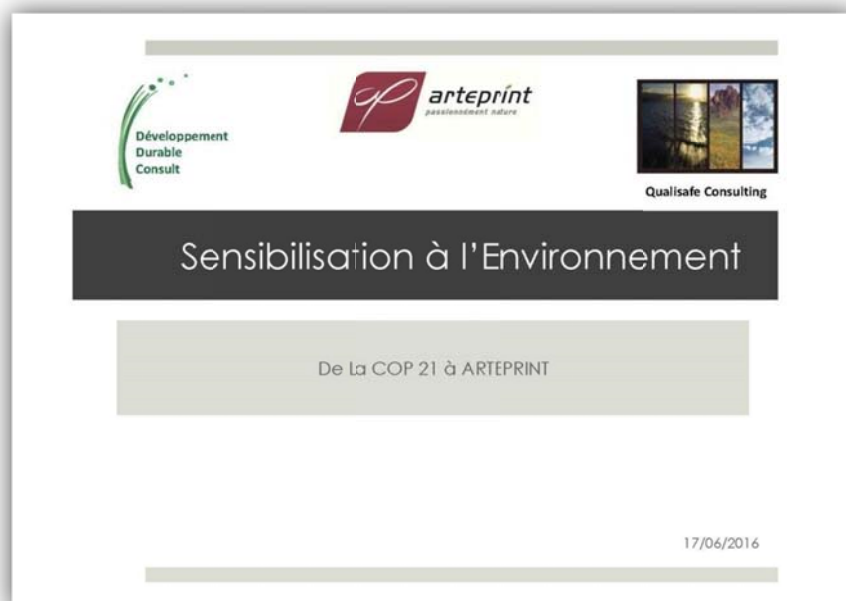 Développement
Durable
Consult
arteprint
passionnément nature
Qualisafe Consulting
Sensibilisation à l'Environnement
De La COP 21 à ARTEPRINT
17/06/2016